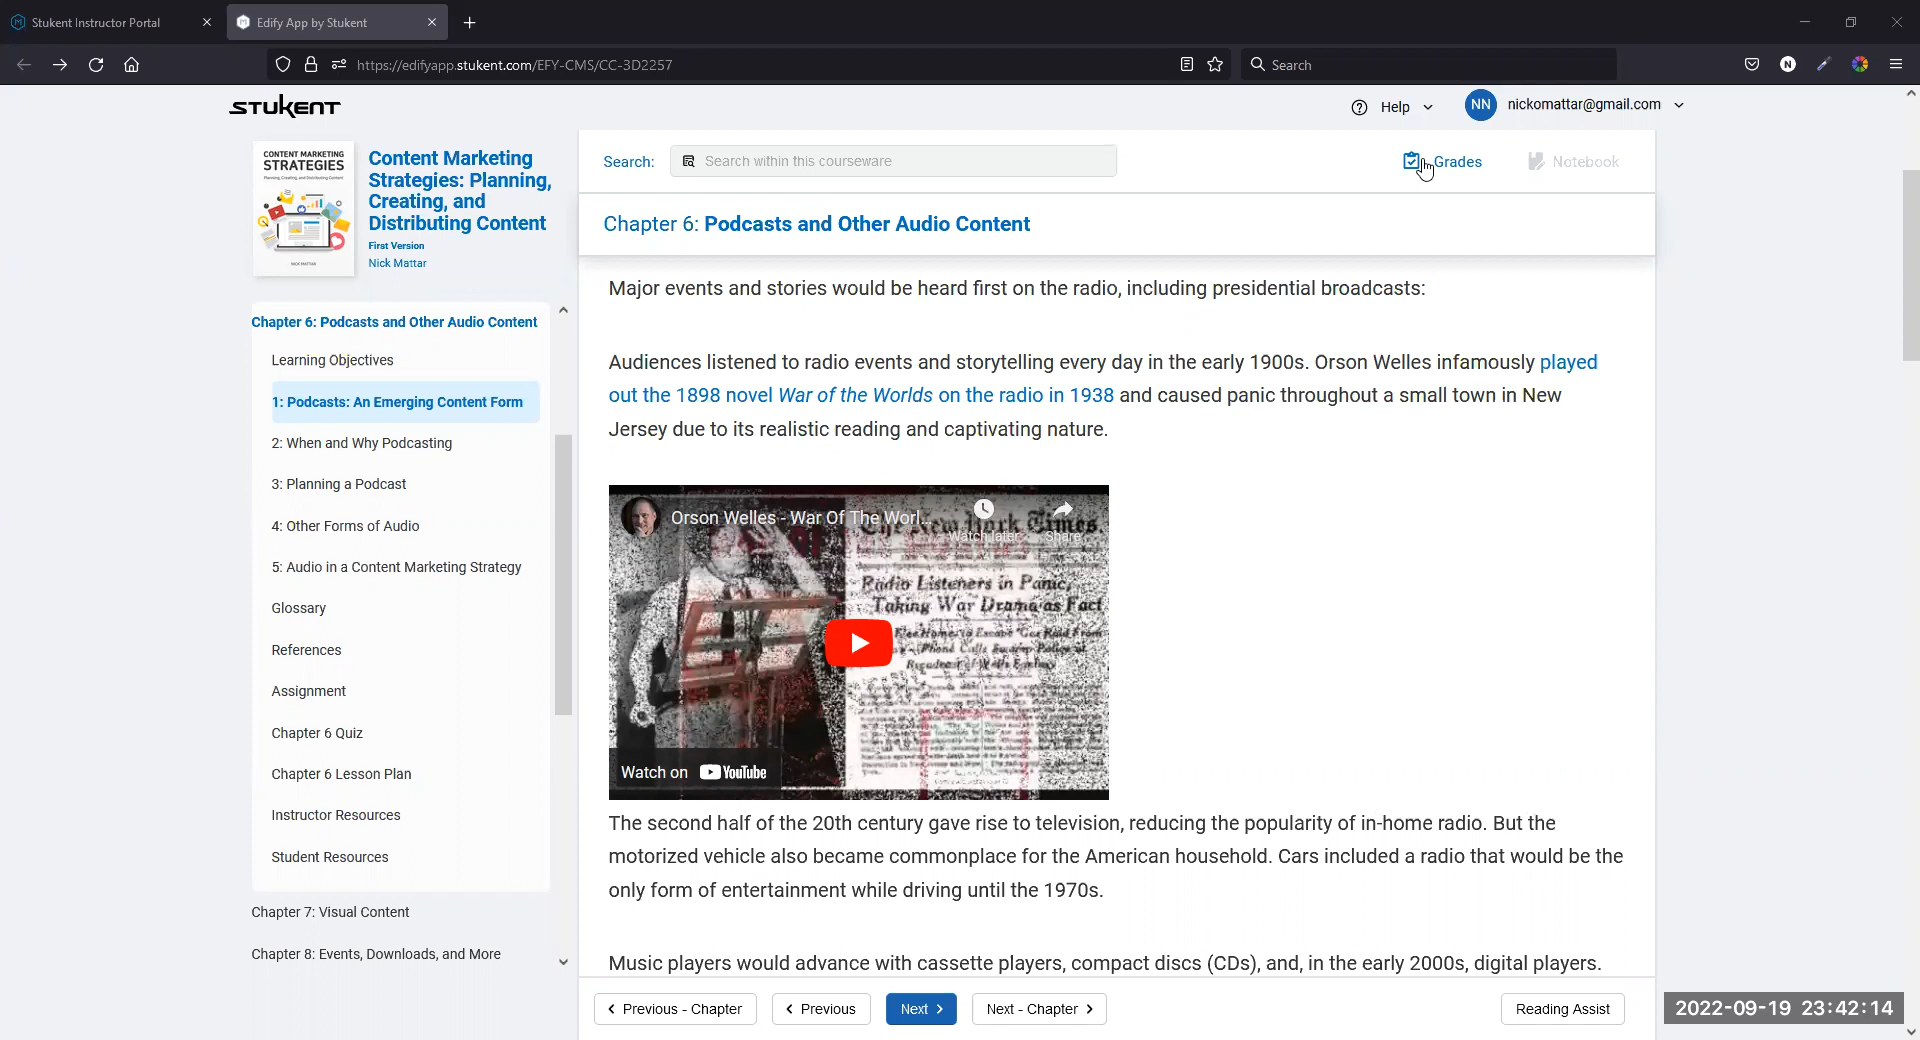 Stukent Instructor Portal
Edify App by Stukent
https://edifyapp.stukent.com/EFY-CMS/CC-3D2257
Search
N
STUKENT
Help
NN
nickomattar@gmail.com
CONTENT MARKETING
STRATEGIES
Planning, Creating, and Distributing Content
NICK MATTAR
Content Marketing
Strategies: Planning,
Creating, and
Distributing Content
First Version
Nick Mattar
Search:
Search within this courseware
Grades
Notebook
Chapter 6: Podcasts and Other Audio Content
Chapter 6: Podcasts and Other Audio Content
Learning Objectives
1: Podcasts: An Emerging Content Form
2: When and Why Podcasting
3: Planning a Podcast
4: Other Forms of Audio
5: Audio in a Content Marketing Strategy
Glossary
References
Assignment
Chapter 6 Quiz
Chapter 6 Lesson Plan
Instructor Resources
Student Resources
Chapter 7: Visual Content
Chapter 8: Events, Downloads, and More
Major events and stories would be heard first on the radio, including presidential broadcasts:
Audiences listened to radio events and storytelling every day in the early 1900s. Orson Welles infamously played
out the 1898 novel War of the Worlds on the radio in 1938 and caused panic throughout a small town in New
Jersey due to its realistic reading and captivating nature.
Orson Welles - War Of The Worl...
Watch later
Share
The New York Times.
Radio Listeners in Panic,
Taking War Drama as Fact
Watch on YouTube
The second half of the 20th century gave rise to television, reducing the popularity of in-home radio. But the
motorized vehicle also became commonplace for the American household. Cars included a radio that would be the
only form of entertainment while driving until the 1970s.
Music players would advance with cassette players, compact discs (CDs), and, in the early 2000s, digital players.
Previous - Chapter
Previous
Next
Next - Chapter
Reading Assist
2022-09-19 23:42:14